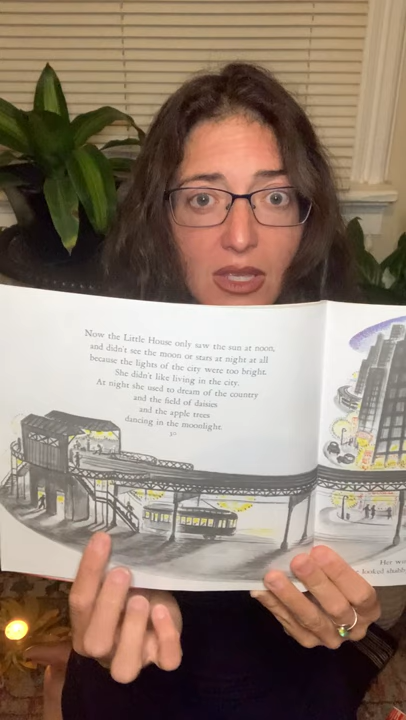 Now the Little House only saw the sun at noon,
and didn't see the moon or stars at night at all
because the lights of the city were too bright.
She didn't like living in the city.
At night she used to dream of the country
and the field of daisies
and the apple trees
dancing in the moonlight.
Her
looked shabb